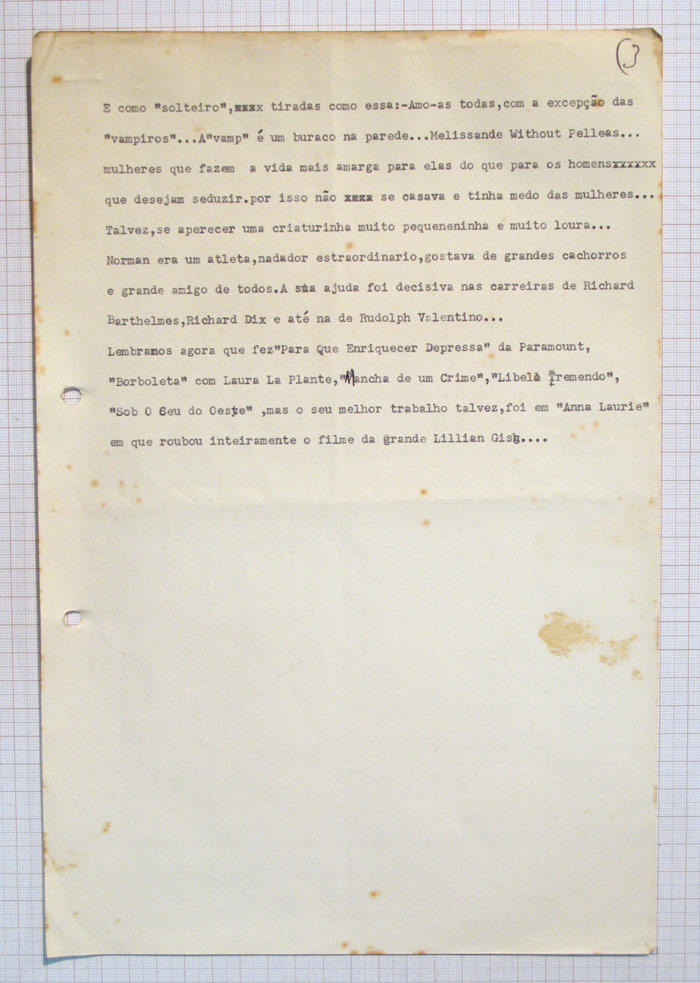 3
E como "solteiro",xxxx tiradas como essa:-Amo-as todas,com a excepção das
"vampiros"...A"vamp" é um buraco na parede...Melissande Without Pelleas...
mulheres que fazem  a vida mais amarga para elas do que para os homensxxxxxx
que desejam seduzir.por isso não xxxx se casava e tinha medo das mulheres...
Talvez,se aperecer uma criaturinha muito pequeneninha e muito loura...
Norman era um atleta,nadador estraordinario,gostava de grandes cachorros
e grande amigo de todos.A sua ajuda foi decisiva nas carreiras de Richard
Barthelmes,Richard Dix e até na de Rudolph Valentino...
Lembramos agora que fez"Para Que Enriquecer Depressa" da Paramount,
"Borboleta" com Laura La Plante,"Mancha de um Crime","Libelo Tremendo",
"Sob O Ceu do Oeste" ,mas o seu melhor trabalho talvez,foi em "Anna Laurie"
em que roubou inteiramente o filme da grande Lillian Gish....